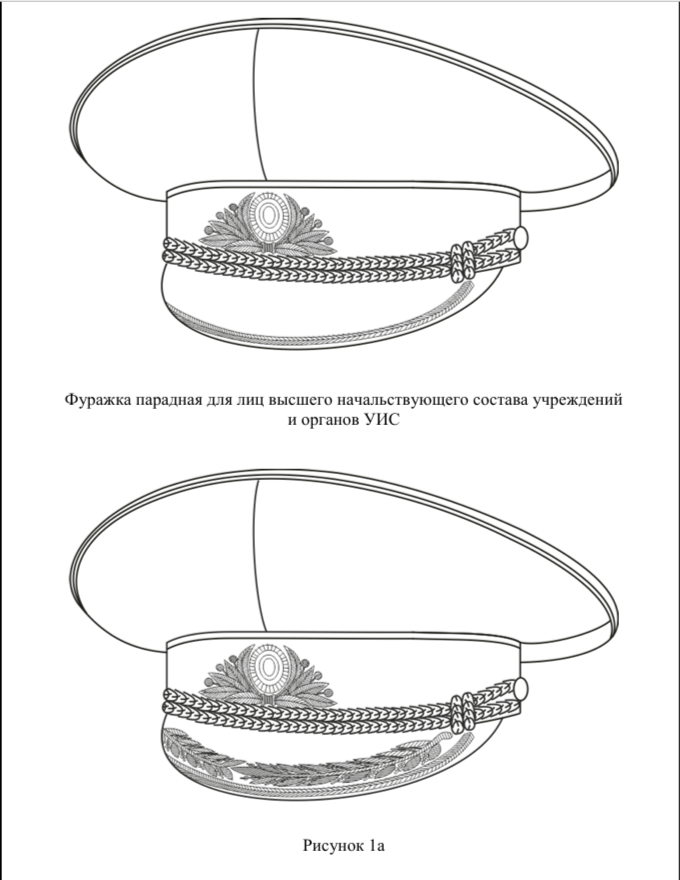 Фуражка парадная для лиц высшего начальствующего состава учреждений
и органов УИС
Рисунок 1а